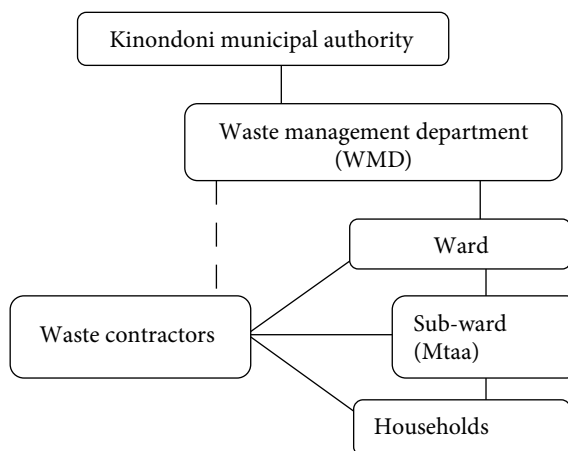 Kinondoni municipal authority
Waste management department
(WMD)
Ward
Waste contractors
Sub-ward
(Mtaa)
Households